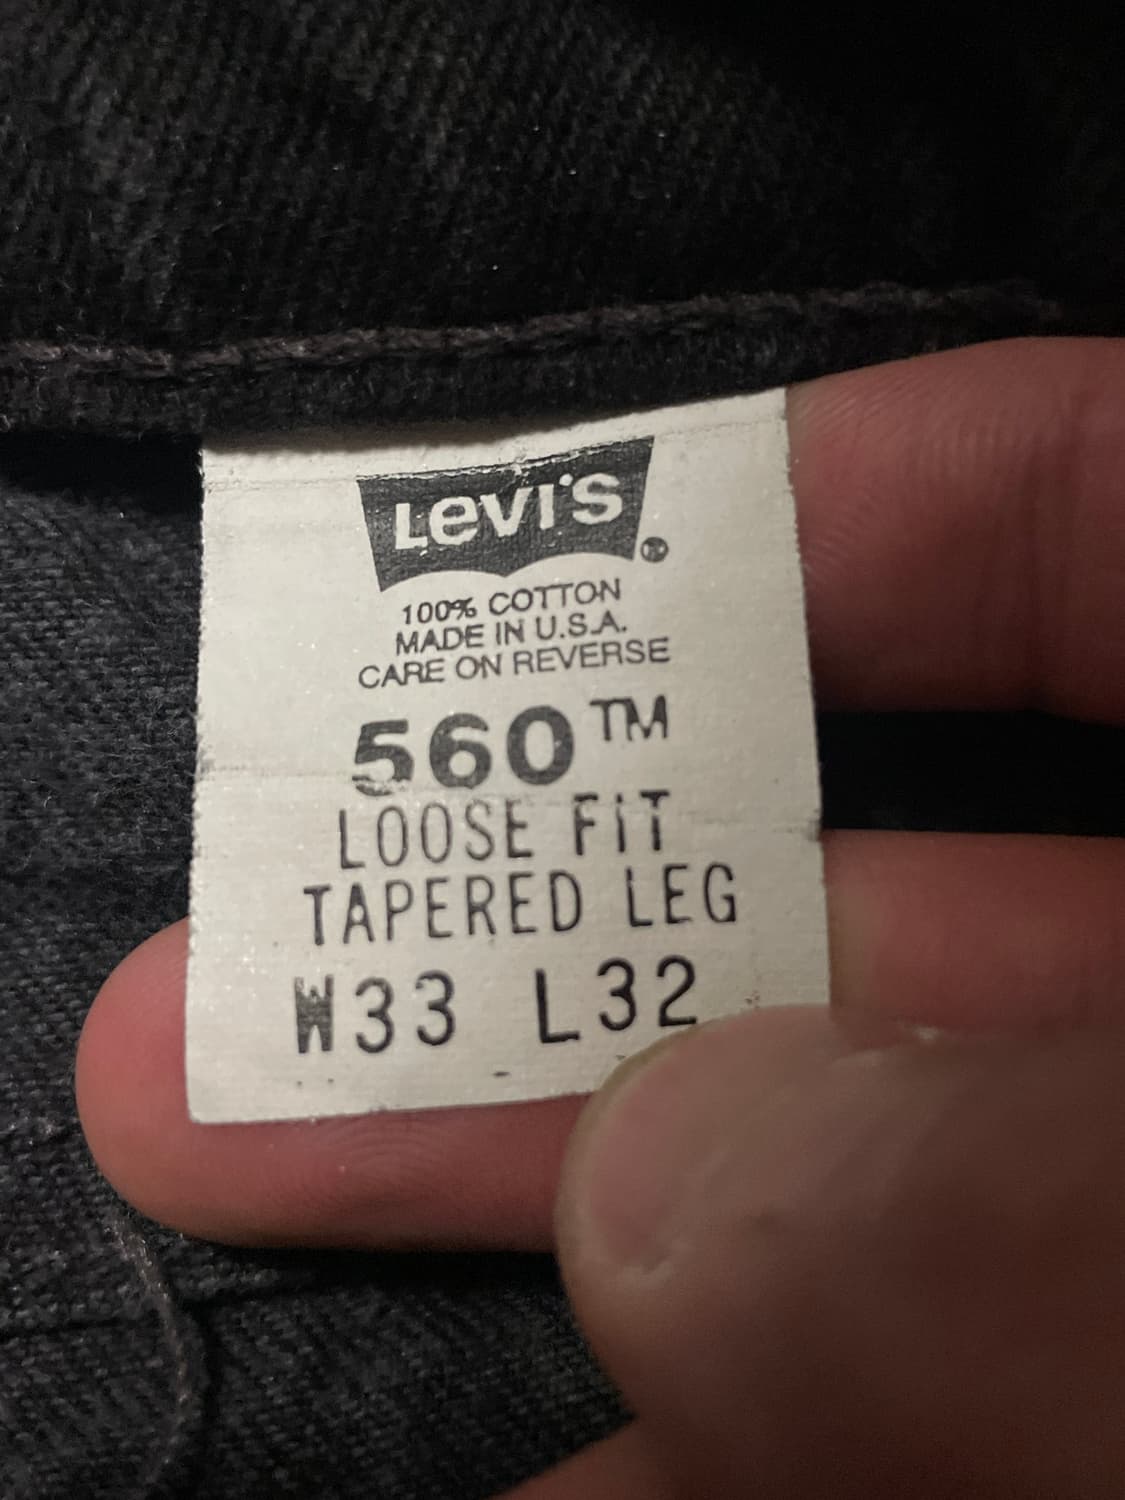 LEVI'S ®
100% COTTON
MADE IN U.S.A.
CARE ON REVERSE
560™
LOOSE FIT
TAPERED LEG
W33 L32